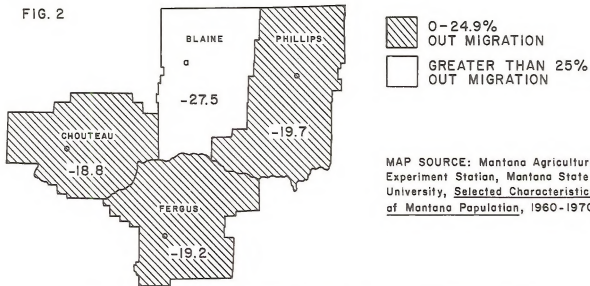 FIG. 2
BLAINE
PHILLIPS
-27.5
-19.7
CHOUTEAU
-18.8
FERGUS
-19.2
0-24.9%
OUT MIGRATION
GREATER THAN 25%
OUT MIGRATION
MAP SOURCE: Montana Agricultur
Experiment Station, Montana State
University, Selected Characteristic
of Montana Population, 1960-1970